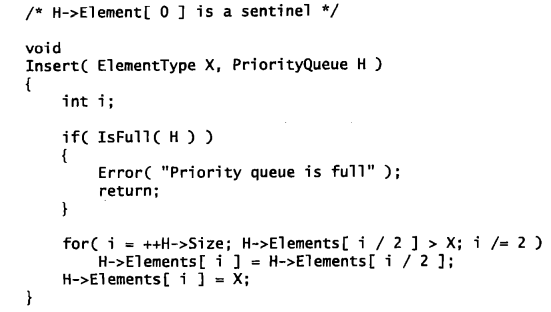 /* H->Element[ 0 ] is a sentinel */

void
Insert( ElementType X, PriorityQueue H )
{
    int i;

    if( IsFull( H ) )
    {
        Error( "Priority queue is full" );
        return;
    }

    for( i = ++H->Size; H->Elements[ i / 2 ] > X; i /= 2 )
        H->Elements[ i ] = H->Elements[ i / 2 ];
    H->Elements[ i ] = X;
}